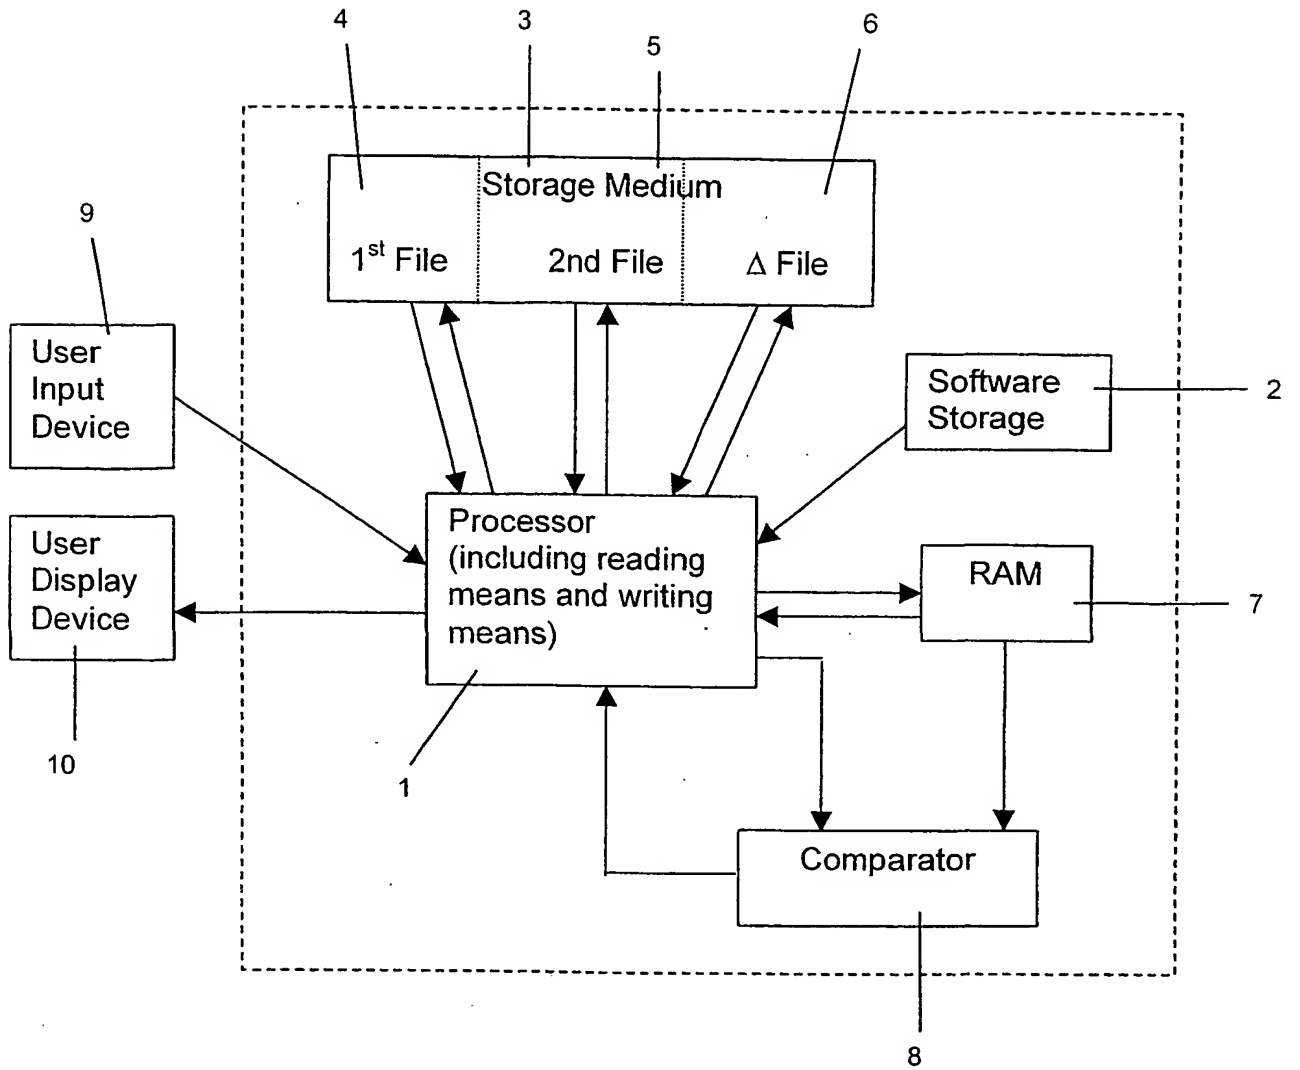 4
3
5
6
Storage Medium
1st File
2nd File
Δ File
9
User
Input
Device
Software
Storage
2
User
Display
Device
10
Processor
(including reading
means and writing
means)
1
RAM
7
Comparator
8